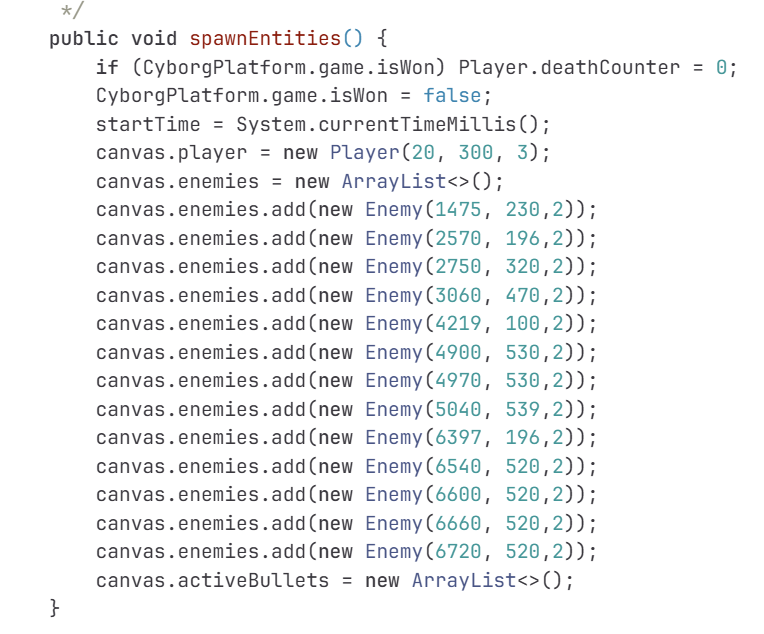 */
public void spawnEntities() {
if (CyborgPlatform.game.isWon) Player.deathCounter = 0;
CyborgPlatform.game.isWon = false;
startTime = System.currentTimeMillis();
canvas.player = new Player(20, 300, 3);
canvas.enemies = new ArrayList<>();
canvas.enemies.add(new Enemy(1475, 230,2));
canvas.enemies.add(new Enemy(2570, 196,2));
canvas.enemies.add(new Enemy(2750, 320,2));
canvas.enemies.add(new Enemy(3060, 470,2));
canvas.enemies.add(new Enemy(4219, 100,2));
canvas.enemies.add(new Enemy(4900, 530,2));
canvas.enemies.add(new Enemy(4970, 530,2));
canvas.enemies.add(new Enemy(5040, 539,2));
canvas.enemies.add(new Enemy(6397, 196,2));
canvas.enemies.add(new Enemy(6540, 520,2));
canvas.enemies.add(new Enemy(6600, 520,2));
canvas.enemies.add(new Enemy(6660, 520,2));
canvas.enemies.add(new Enemy(6720, 520,2));
canvas.activeBullets = new ArrayList<>();
}